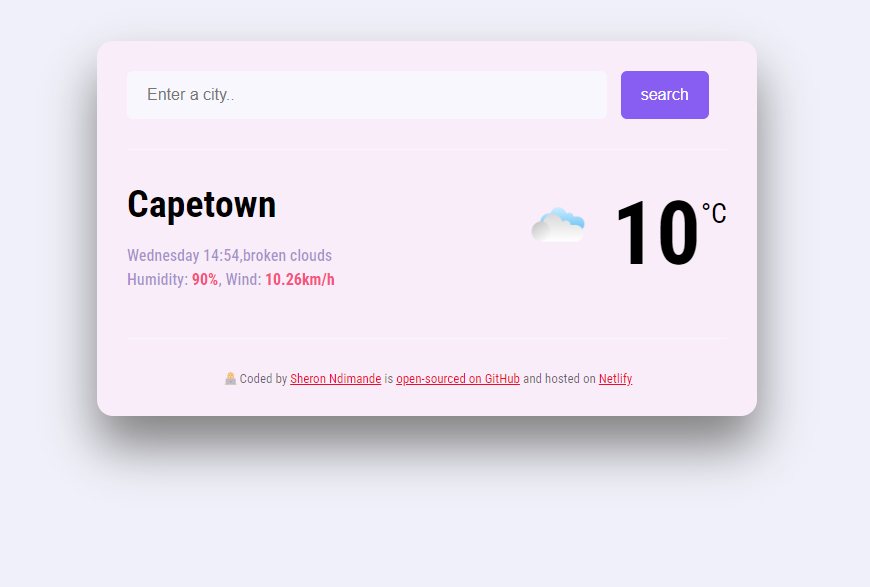 Enter a city..
search
Capetown
10 °C
Wednesday 14:54,broken clouds
Humidity: 90%, Wind: 10.26km/h
Coded by Sheron Ndimande is open-sourced on GitHub and hosted on Netlify